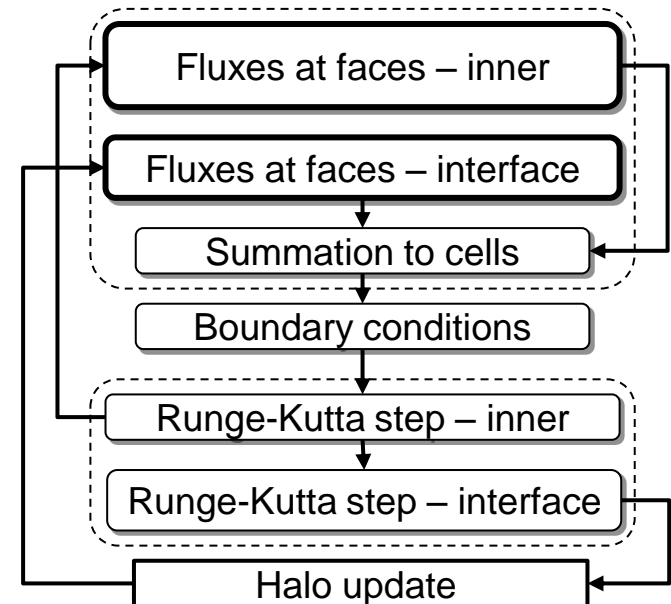 Fluxes at faces – inner
Fluxes at faces – interface
Summation to cells
Boundary conditions
Runge-Kutta step – inner
Runge-Kutta step – interface
Halo update